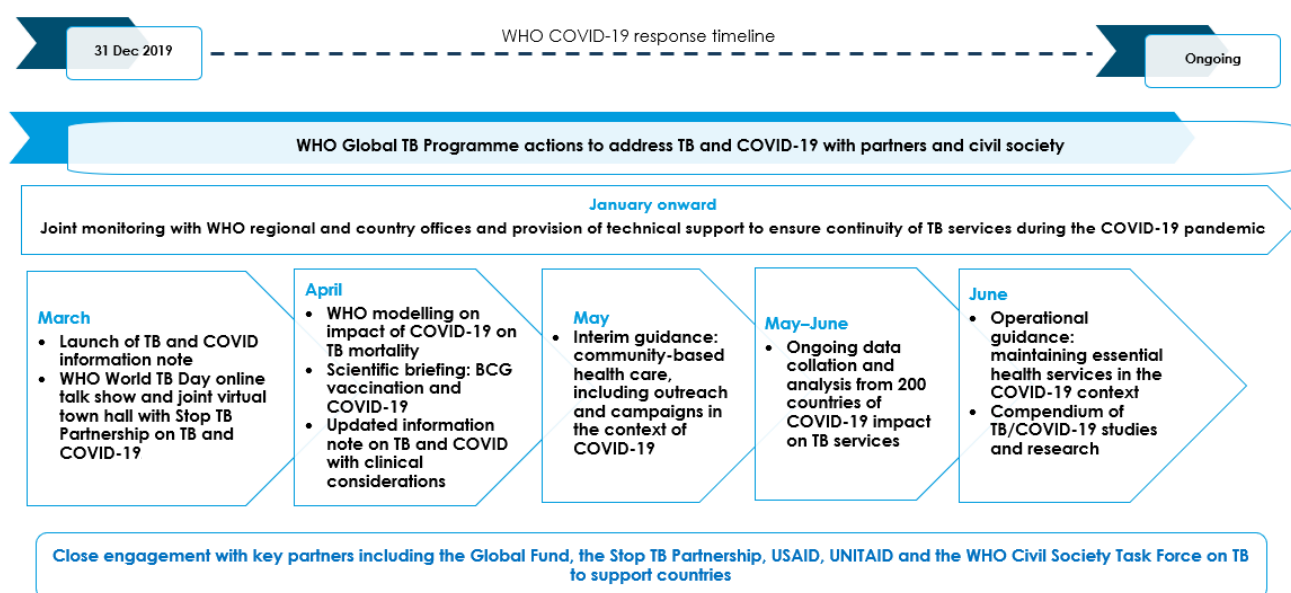 WHO COVID-19 response timeline
31 Dec 2019
Ongoing
WHO Global TB Programme actions to address TB and COVID-19 with partners and civil society
January onward
Joint monitoring with WHO regional and country offices and provision of technical support to ensure continuity of TB services during the COVID-19 pandemic
March
• Launch of TB and COVID
information note
• WHO World TB Day online
talk show and joint virtual
town hall with Stop TB
Partnership on TB and
COVID-19
April
• WHO modelling on
impact of COVID-19 on
TB mortality
• Scientific briefing: BCG
vaccination and
COVID-19
• Updated information
note on TB and COVID
with clinical
considerations
May
• Interim guidance:
community-based
health care,
including outreach
and campaigns in
the context of
COVID-19
May–June
• Ongoing data
collation and
analysis from 200
countries of
COVID-19 impact
on TB services
June
• Operational
guidance:
maintaining essential
health services in the
COVID-19 context
• Compendium of
TB/COVID-19 studies
and research
Close engagement with key partners including the Global Fund, the Stop TB Partnership, USAID, UNITAID and the WHO Civil Society Task Force on TB
to support countries